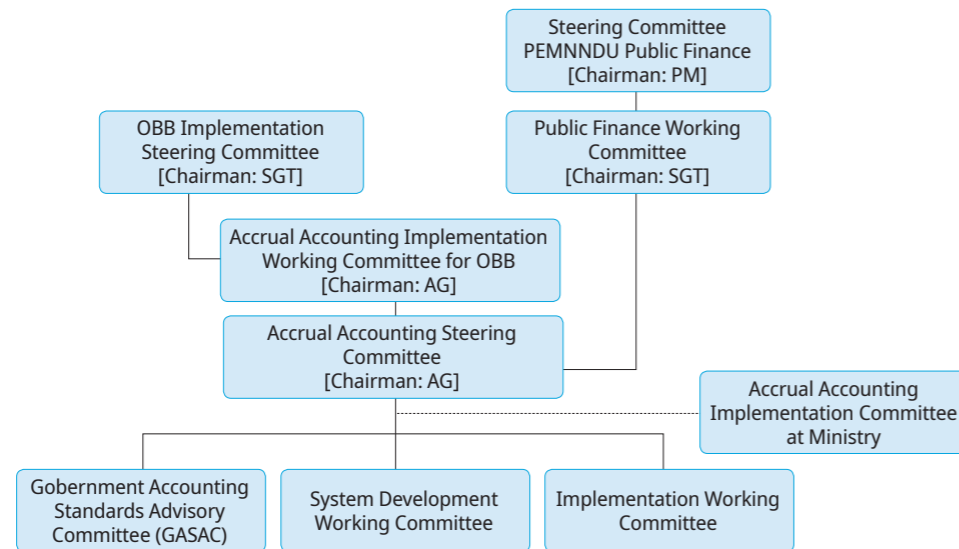 Steering Committee
PEMNNDU Public Finance
[Chairman: PM]
OBB Implementation
Steering Committee
[Chairman: SGT]
Public Finance Working
Committee
[Chairman: SGT]
Accrual Accounting Implementation
Working Committee for OBB
[Chairman: AG]
Accrual Accounting Steering
Committee
[Chairman: AG]
Accrual Accounting
Implementation Committee
at Ministry
Gobernment Accounting
Standards Advisory
Committee (GASAC)
System Development
Working Committee
Implementation Working
Committee